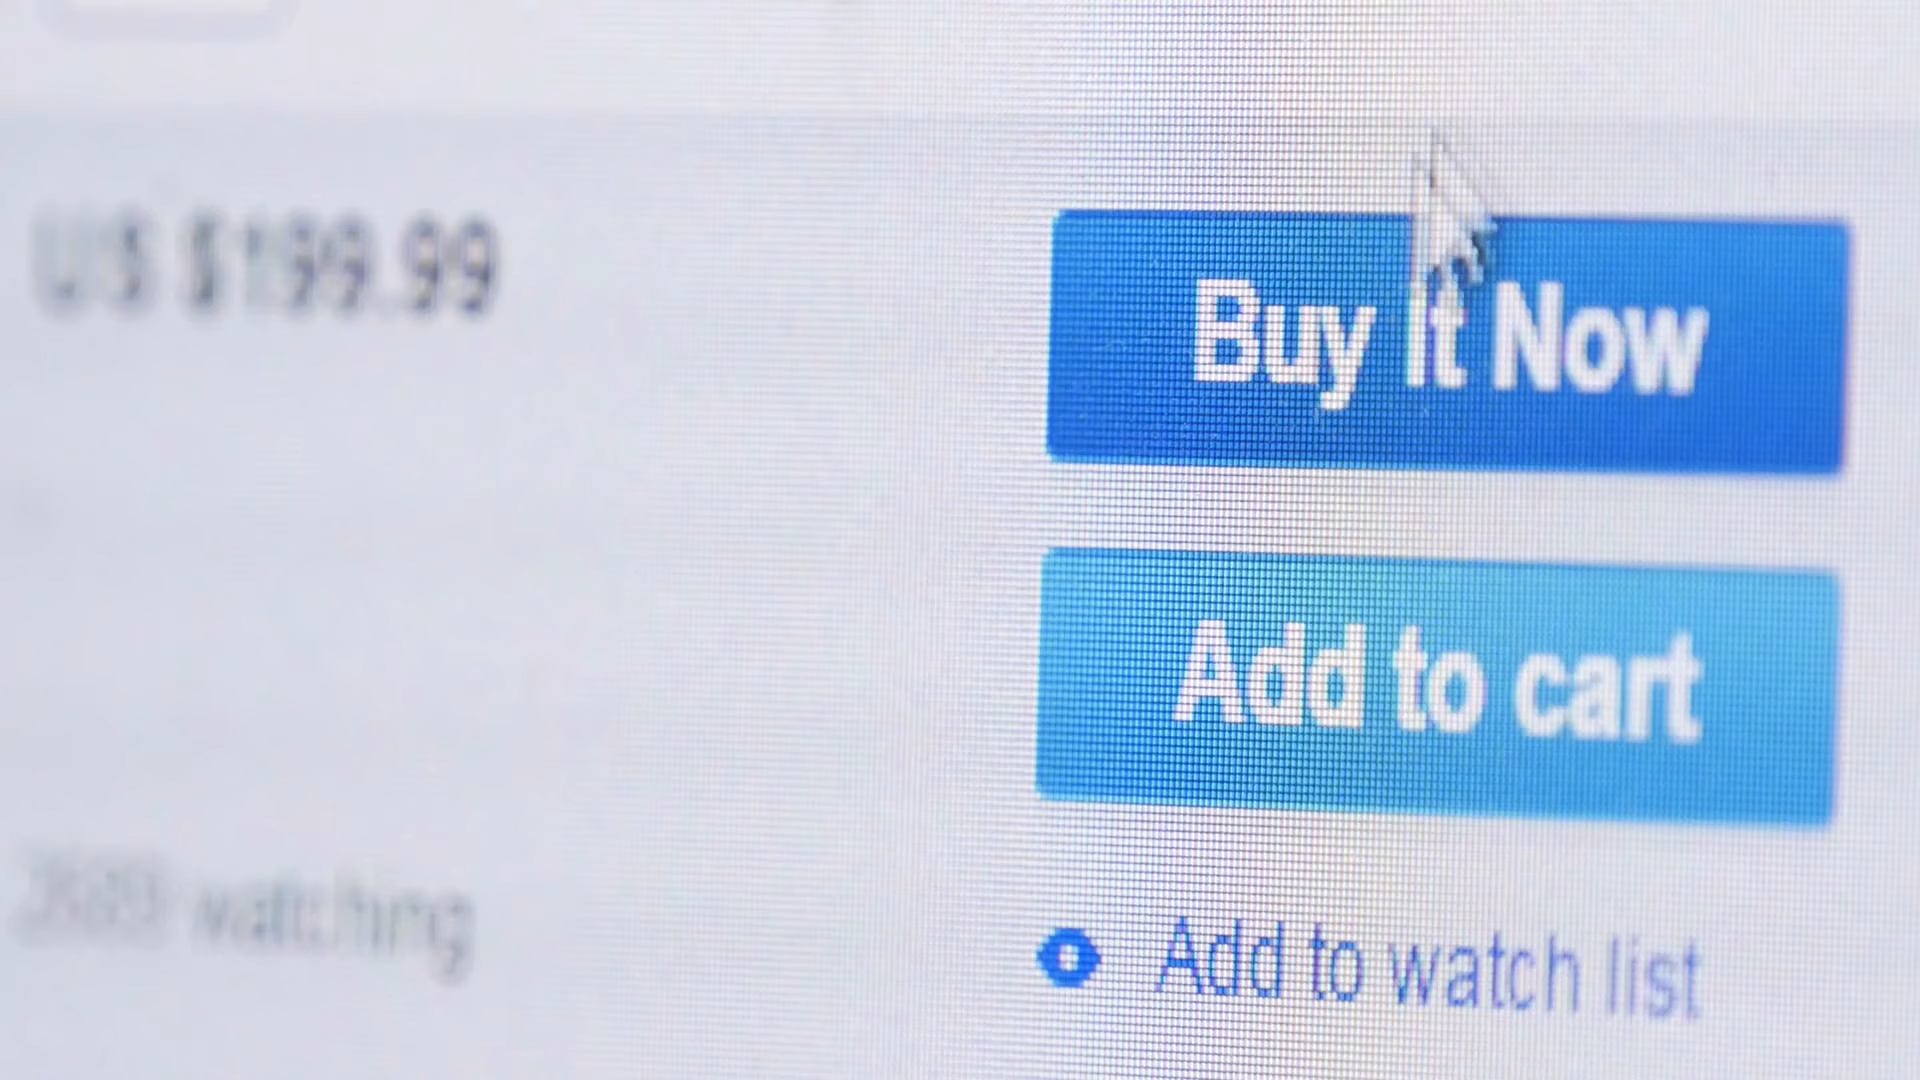 US $199.99
Buy It Now
Add to cart
watching
Add to watch list